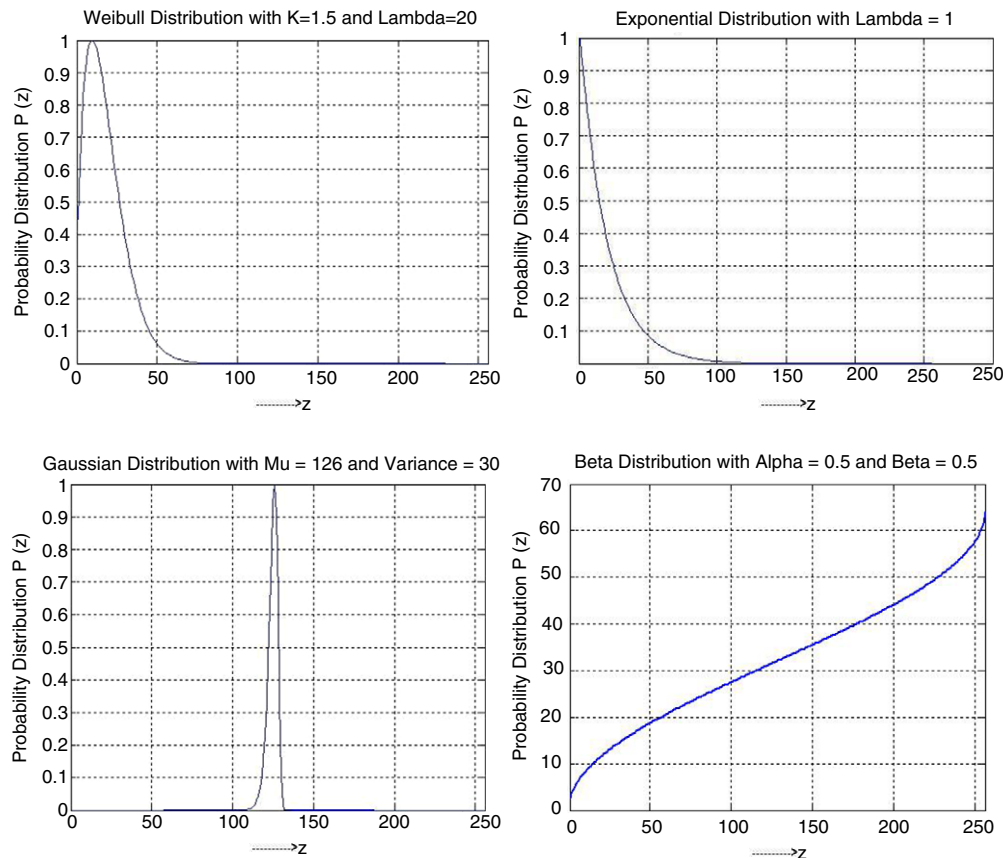 Weibull Distribution with K=1.5 and Lambda=20
Probability Distribution P (z)
1
0.9
0.8
0.7
0.6
0.5
0.4
0.3
0.2
0.1
0
0 50 100 150 200 250
--------->z
Exponential Distribution with Lambda = 1
Probability Distribution P (z)
1
0.9
0.8
0.7
0.6
0.5
0.4
0.3
0.2
0.1
0 50 100 150 200 250 300
--------->z
Gaussian Distribution with Mu = 126 and Variance = 30
Probability Distribution P (z)
1
0.9
0.8
0.7
0.6
0.5
0.4
0.3
0.2
0.1
0
0 50 100 150 200 250
--------->z
Beta Distribution with Alpha = 0.5 and Beta = 0.5
Probability Distribution P (z)
70
60
50
40
30
20
10
0
0 50 100 150 200 250
--------->z